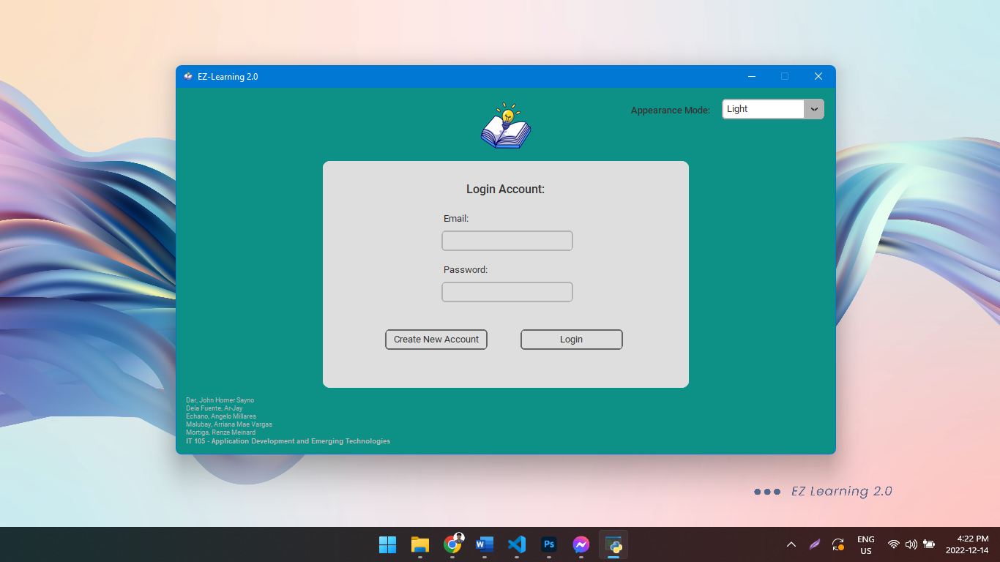 EZ-Learning 2.0
Appearance Mode: Light
Login Account:
Email:
Password:
Create New Account Login
Dar, John Homer Sayno
Dela Fuente, Ar-Jay
Echano, Angelo Millares
Malubay, Arriana Mae Vargas
Mortiga, Renze Meinard
IT 105 - Application Development and Emerging Technologies
EZ Learning 2.0
W Ps ENG 4:22 PM
US 2022-12-14